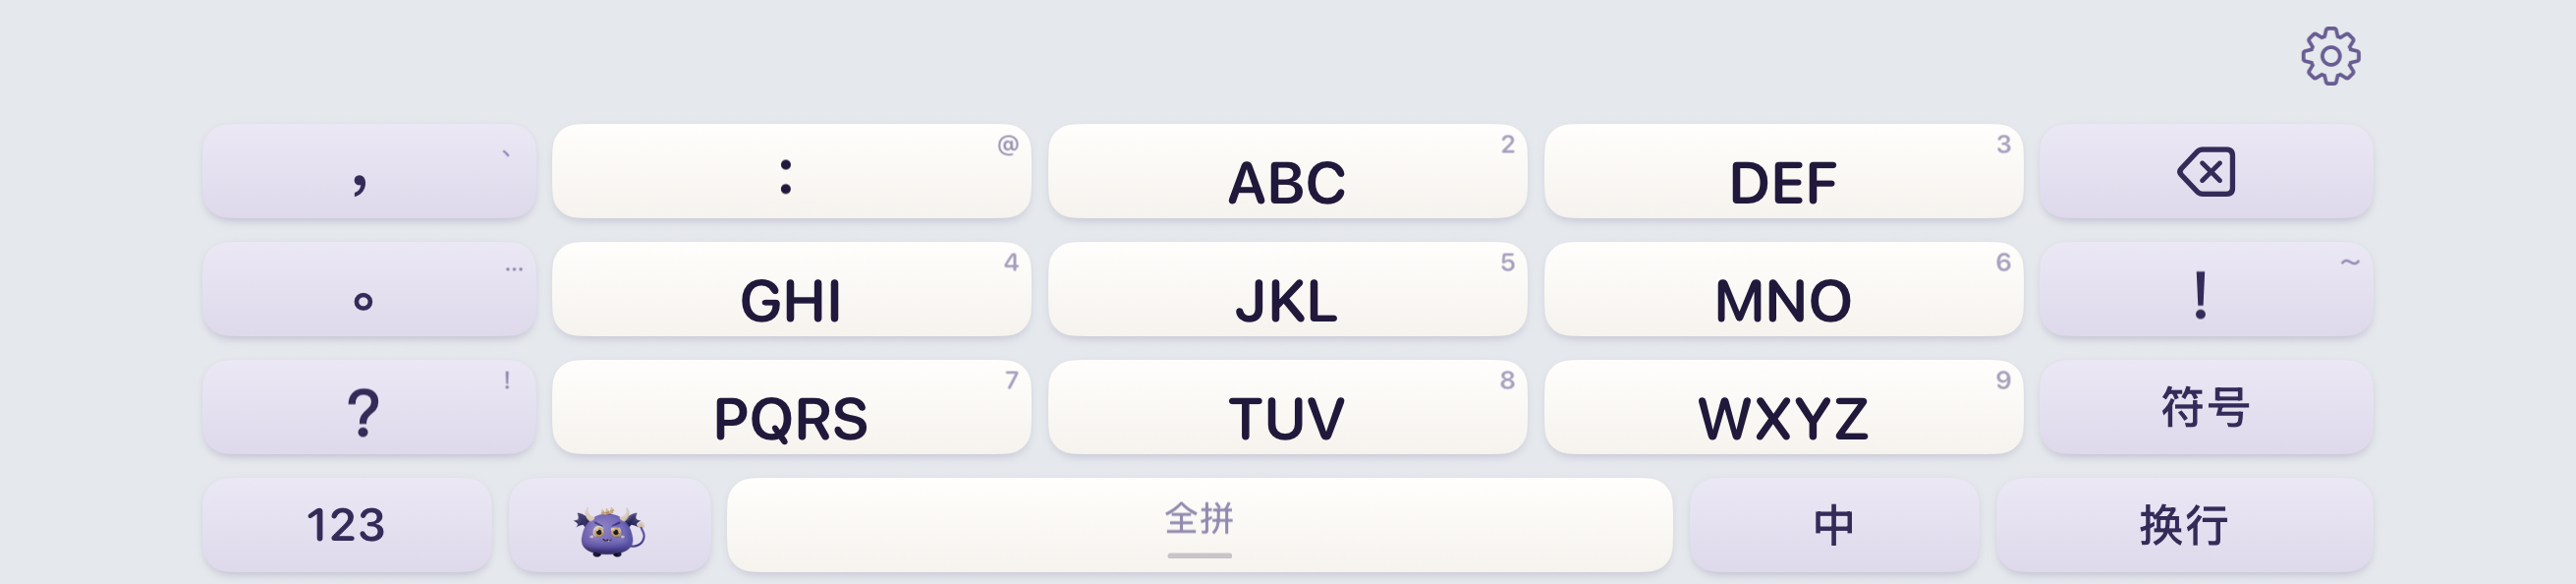 ， 、 : @ ABC 2 DEF 3
。 … GHI 4 JKL 5 MNO 6 ! ~
? ! PQRS 7 TUV 8 WXYZ 9 符号
123 全拼 中 换行